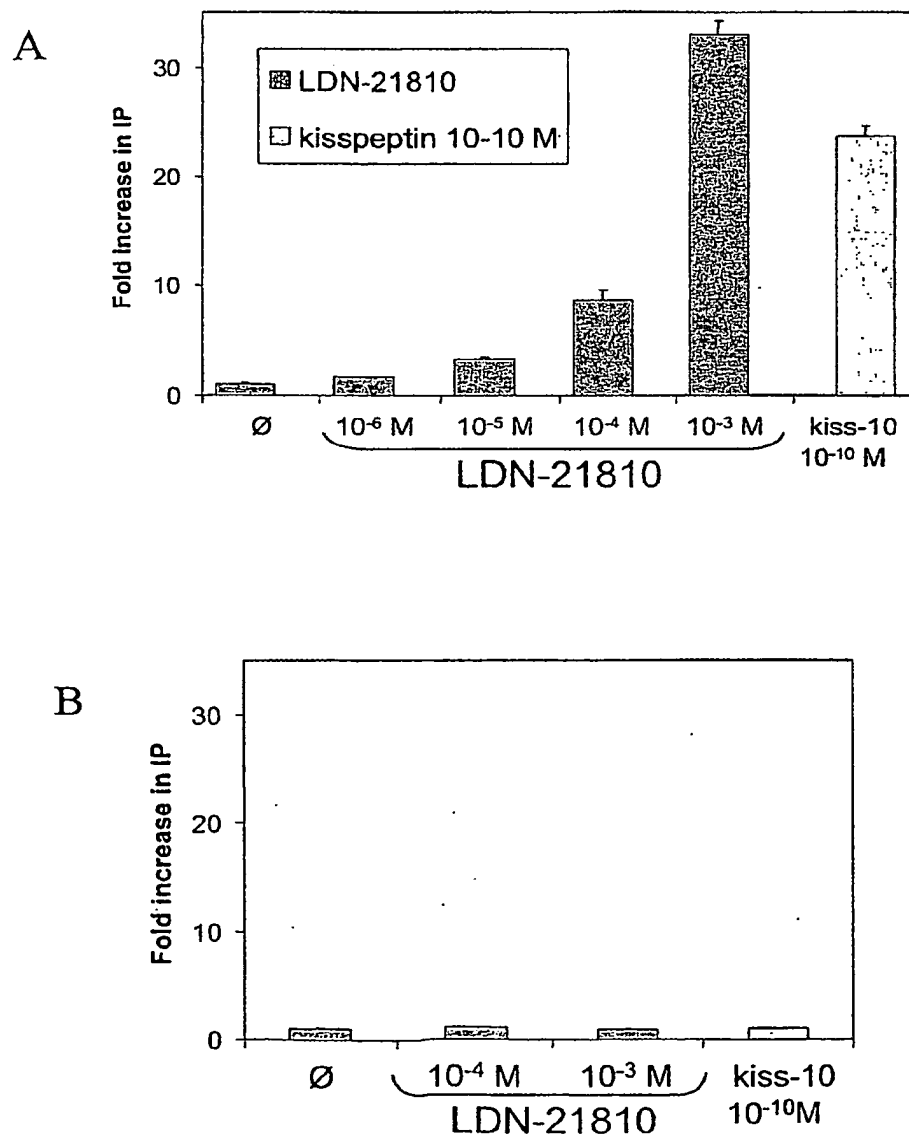 A
Fold Increase in IP
30
20
10
0
LDN-21810
kisspeptin 10-10 M
Ø 10⁻⁶ M 10⁻⁵ M 10⁻⁴ M 10⁻³ M kiss-10
10⁻¹⁰ M
LDN-21810
B
Fold increase in IP
30
20
10
0
Ø 10⁻⁴ M 10⁻³ M kiss-10
10⁻¹⁰M
LDN-21810